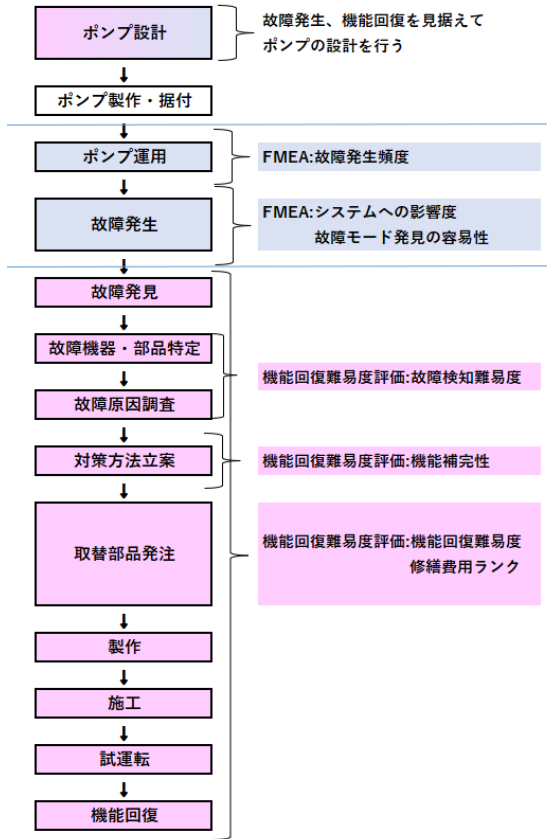 ポンプ設計
故障発生、機能回復を見据えて
ポンプの設計を行う
↓
ポンプ製作・据付
↓
ポンプ運用
FMEA:故障発生頻度
↓
故障発生
FMEA:システムへの影響度
故障モード発見の容易性
↓
故障発見
↓
故障機器・部品特定
↓
機能回復難易度評価:故障検知難易度
故障原因調査
↓
対策方法立案
機能回復難易度評価:機能補完性
↓
取替部品発注
機能回復難易度評価:機能回復難易度
修繕費用ランク
↓
製作
↓
施工
↓
試運転
↓
機能回復